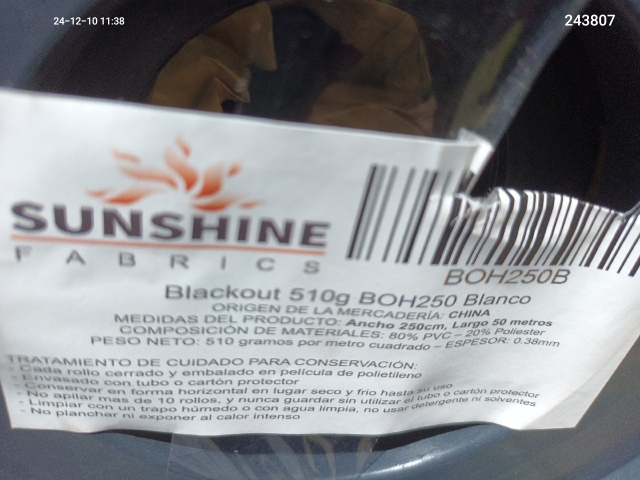 24-12-10 11:38
243807
SUNSHINE
FABRICS
BOH250B
Blackout 510g BOH250 Blanco
ORIGEN DE LA MERCADERÍA: CHINA
MEDIDAS DEL PRODUCTO: Ancho 250cm, Largo 50 metros
COMPOSICIÓN DE MATERIALES: 80% PVC – 20% Poliester
PESO NETO: 510 gramos por metro cuadrado – ESPESOR: 0.38mm
TRATAMIENTO DE CUIDADO PARA CONSERVACIÓN:
- Cada rollo cerrado y embalado en película de polietileno
- Envasado con tubo o cartón protector
- Conservar en forma horizontal en lugar seco y frío hasta su uso
- No apilar mas de 10 rollos, y nunca guardar sin utilizar el tubo o cartón protector
- Limpiar con un trapo húmedo o con agua limpia, no usar detergente ni solventes
- No planchar ni exponer al calor intenso